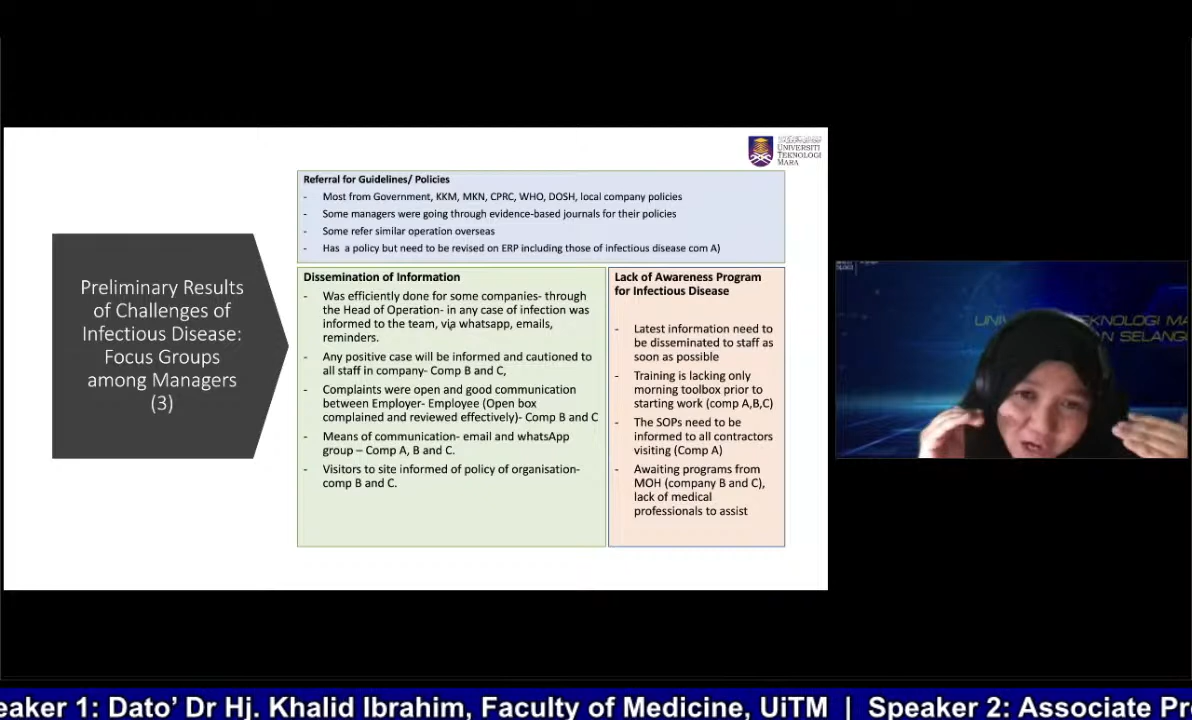 UNIVERSITI
TEKNOLOGI
MARA
Preliminary Results
of Challenges of
Infectious Disease:
Focus Groups
among Managers
(3)
Referral for Guidelines/ Policies
- Most from Government, KKM, MKN, CPRC, WHO, DOSH, local company policies
- Some managers were going through evidence-based journals for their policies
- Some refer similar operation overseas
- Has a policy but need to be revised on ERP including those of infectious disease com A)
Dissemination of Information
- Was efficiently done for some companies- through
the Head of Operation- in any case of infection was
informed to the team, via whatsapp, emails,
reminders.
- Any positive case will be informed and cautioned to
all staff in company- Comp B and C,
- Complaints were open and good communication
between Employer- Employee (Open box
complained and reviewed effectively)- Comp B and C
- Means of communication- email and whatsApp
group – Comp A, B and C.
- Visitors to site informed of policy of organisation-
comp B and C.
Lack of Awareness Program
for Infectious Disease
- Latest information need to
be disseminated to staff as
soon as possible
- Training is lacking only
morning toolbox prior to
starting work (comp A,B,C)
- The SOPs need to be
informed to all contractors
visiting (Comp A)
- Awaiting programs from
MOH (company B and C),
lack of medical
professionals to assist
UNI KNOLOGI MA
AN SELANG
eaker 1: Dato’ Dr Hj. Khalid Ibrahim, Faculty of Medicine, UiTM | Speaker 2: Associate Pr